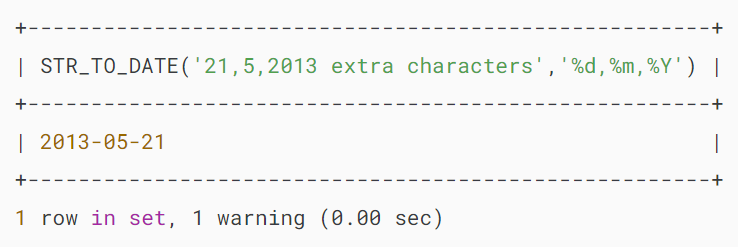 +------------------------------------------------------+
| STR_TO_DATE('21,5,2013 extra characters','%d,%m,%Y') |
+------------------------------------------------------+
| 2013-05-21                                           |
+------------------------------------------------------+
1 row in set, 1 warning (0.00 sec)